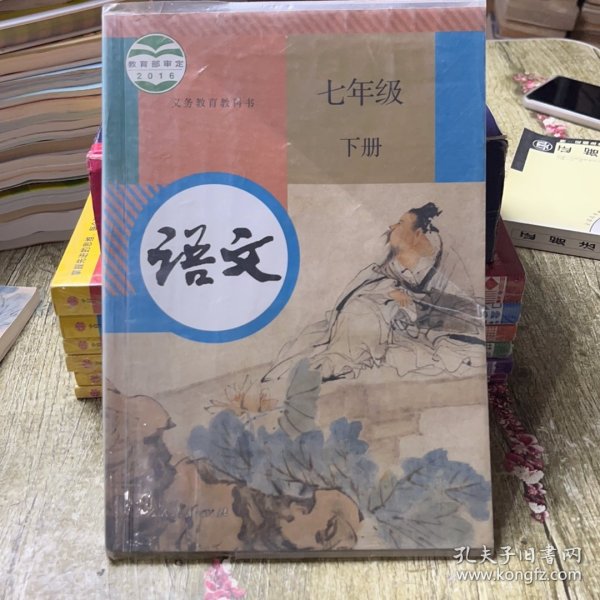 教育部审定
2016
义务教育教科书
七年级
下册
语文
孔夫子旧书网
www.kongfz.com